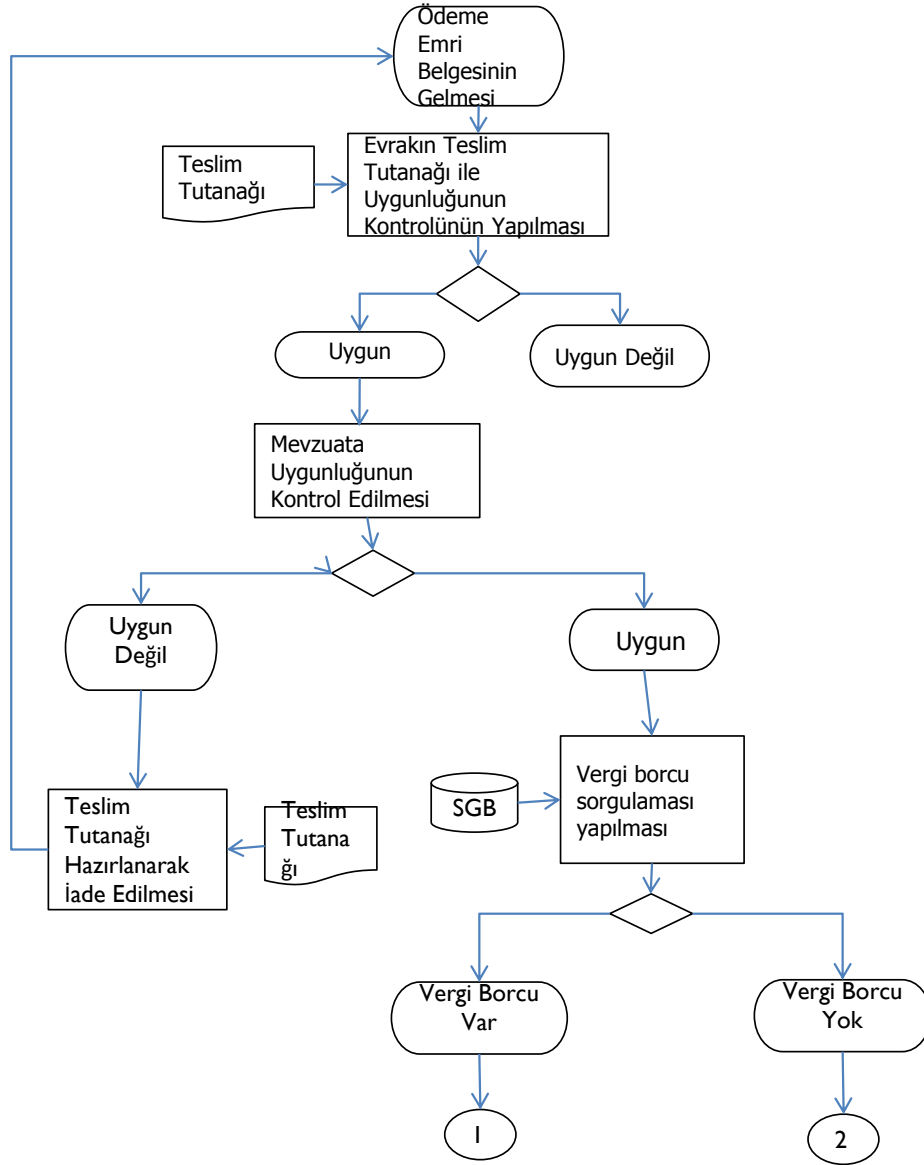 Ödeme
Emri
Belgesinin
Gelmesi
Teslim
Tutanağı
Evrakın Teslim
Tutanağı ile
Uygunluğunun
Kontrolünün Yapılması
Uygun
Uygun Değil
Mevzuata
Uygunluğunun
Kontrol Edilmesi
Uygun
Değil
Uygun
Teslim
Tutanağı
Hazırlanarak
İade Edilmesi
Teslim
Tutana
ğı
SGB
Vergi borcu
sorgulaması
yapılması
Vergi Borcu
Var
Vergi Borcu
Yok
1
2